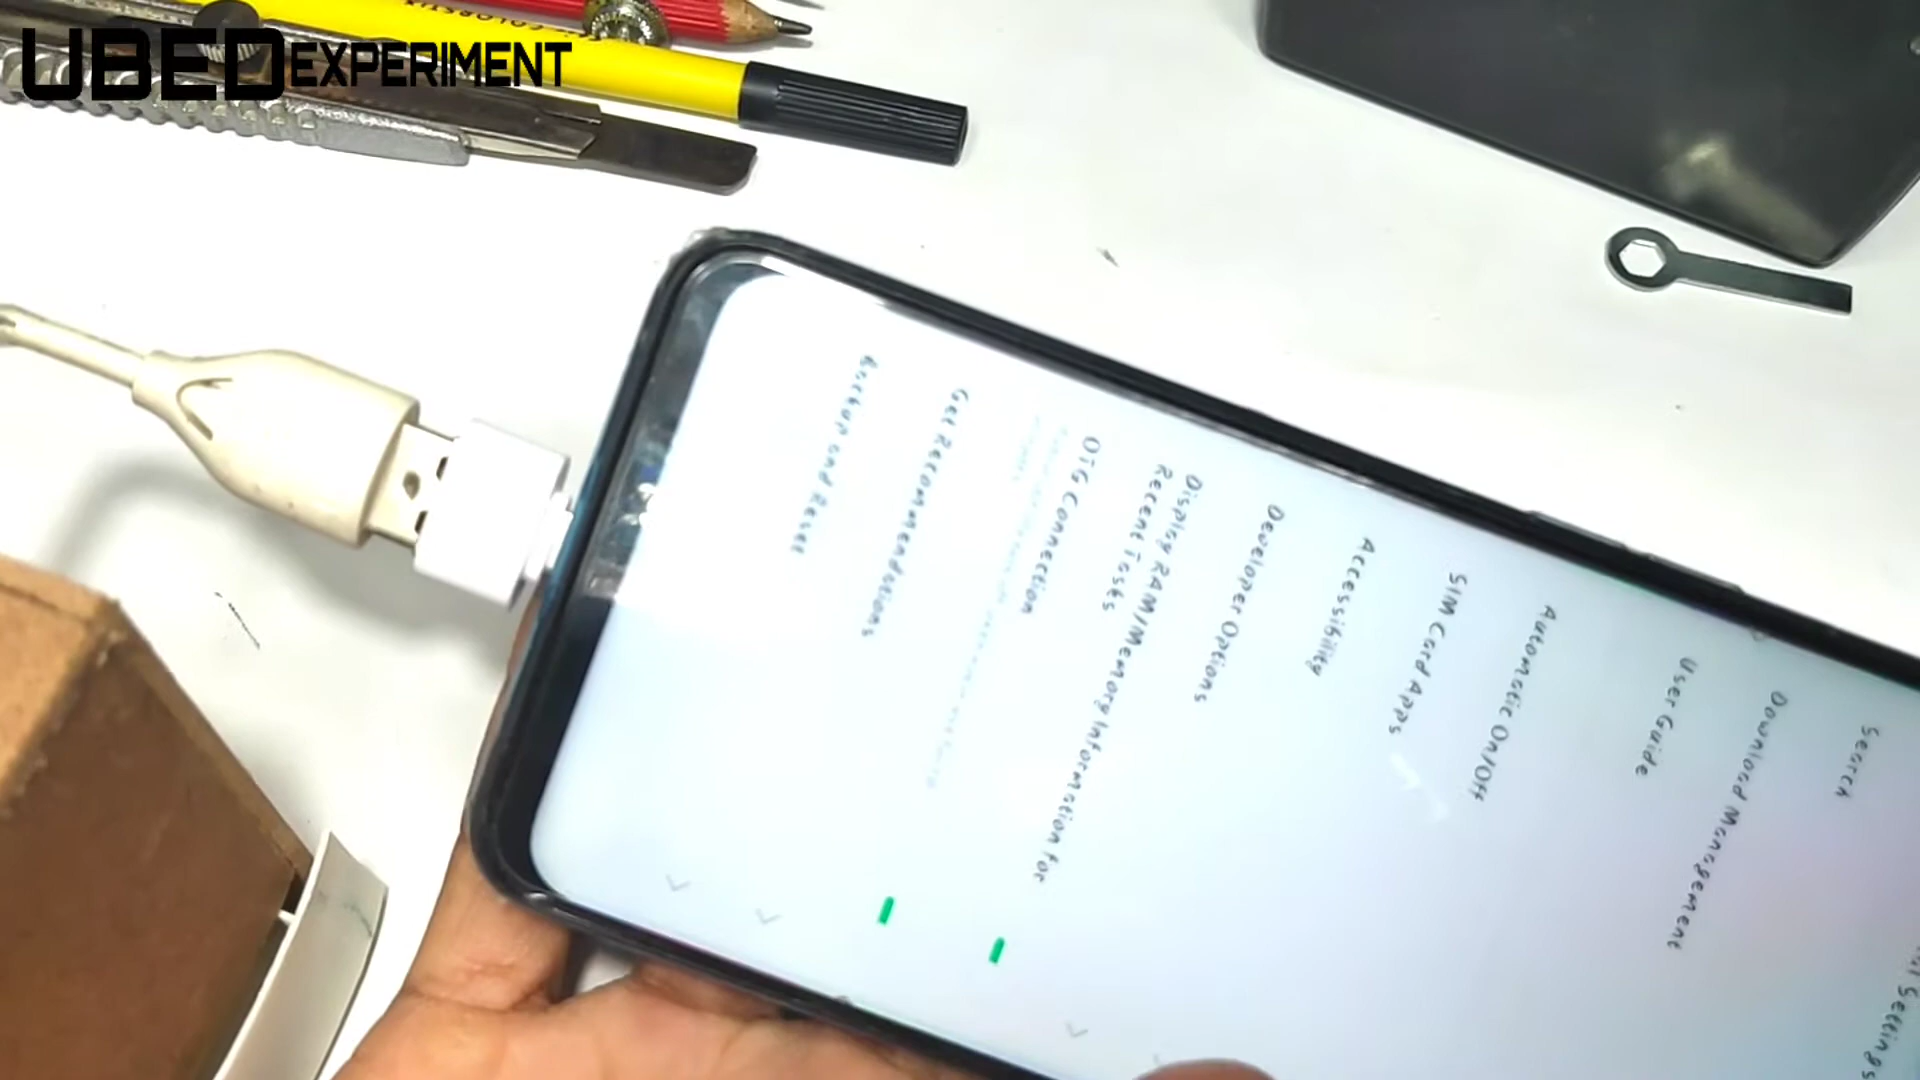 UBED EXPERIMENT
Search
Download Management
User Guide
Automatic On/Off
SIM Card Apps
Accessibility
Developer Options
Display RAM/Memory Information for
Recent Tasks
OTG Connection
Get Recommendations
Backup and Reset